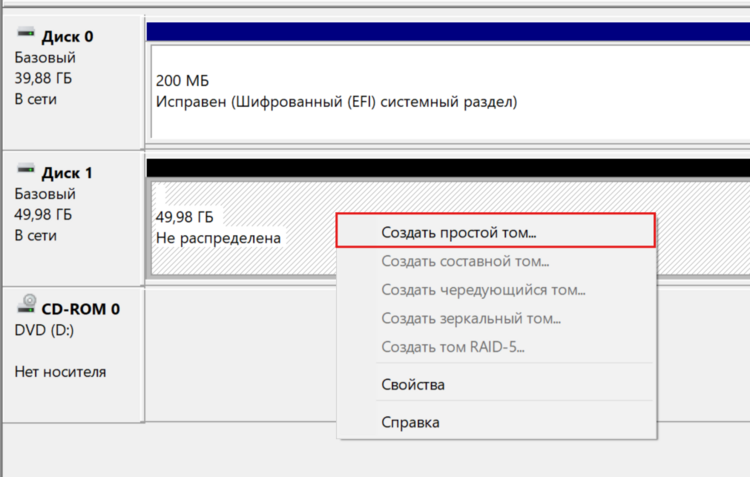 Диск 0
Базовый
39,88 ГБ
В сети
200 МБ
Исправен (Шифрованный (EFI) системный раздел)
Диск 1
Базовый
49,98 ГБ
В сети
49,98 ГБ
Не распределена
Создать простой том...
Создать составной том...
Создать чередующийся том...
Создать зеркальный том...
Создать том RAID-5...
Свойства
Справка
CD-ROM 0
DVD (D:)
Нет носителя